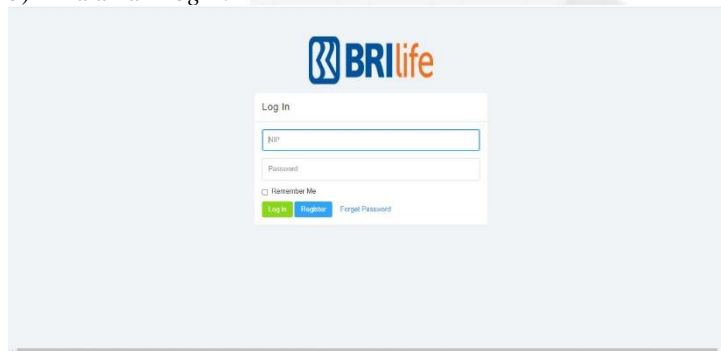 BRIlife
Log In
NIP
Password
Remember Me
Log In Register Forget Password